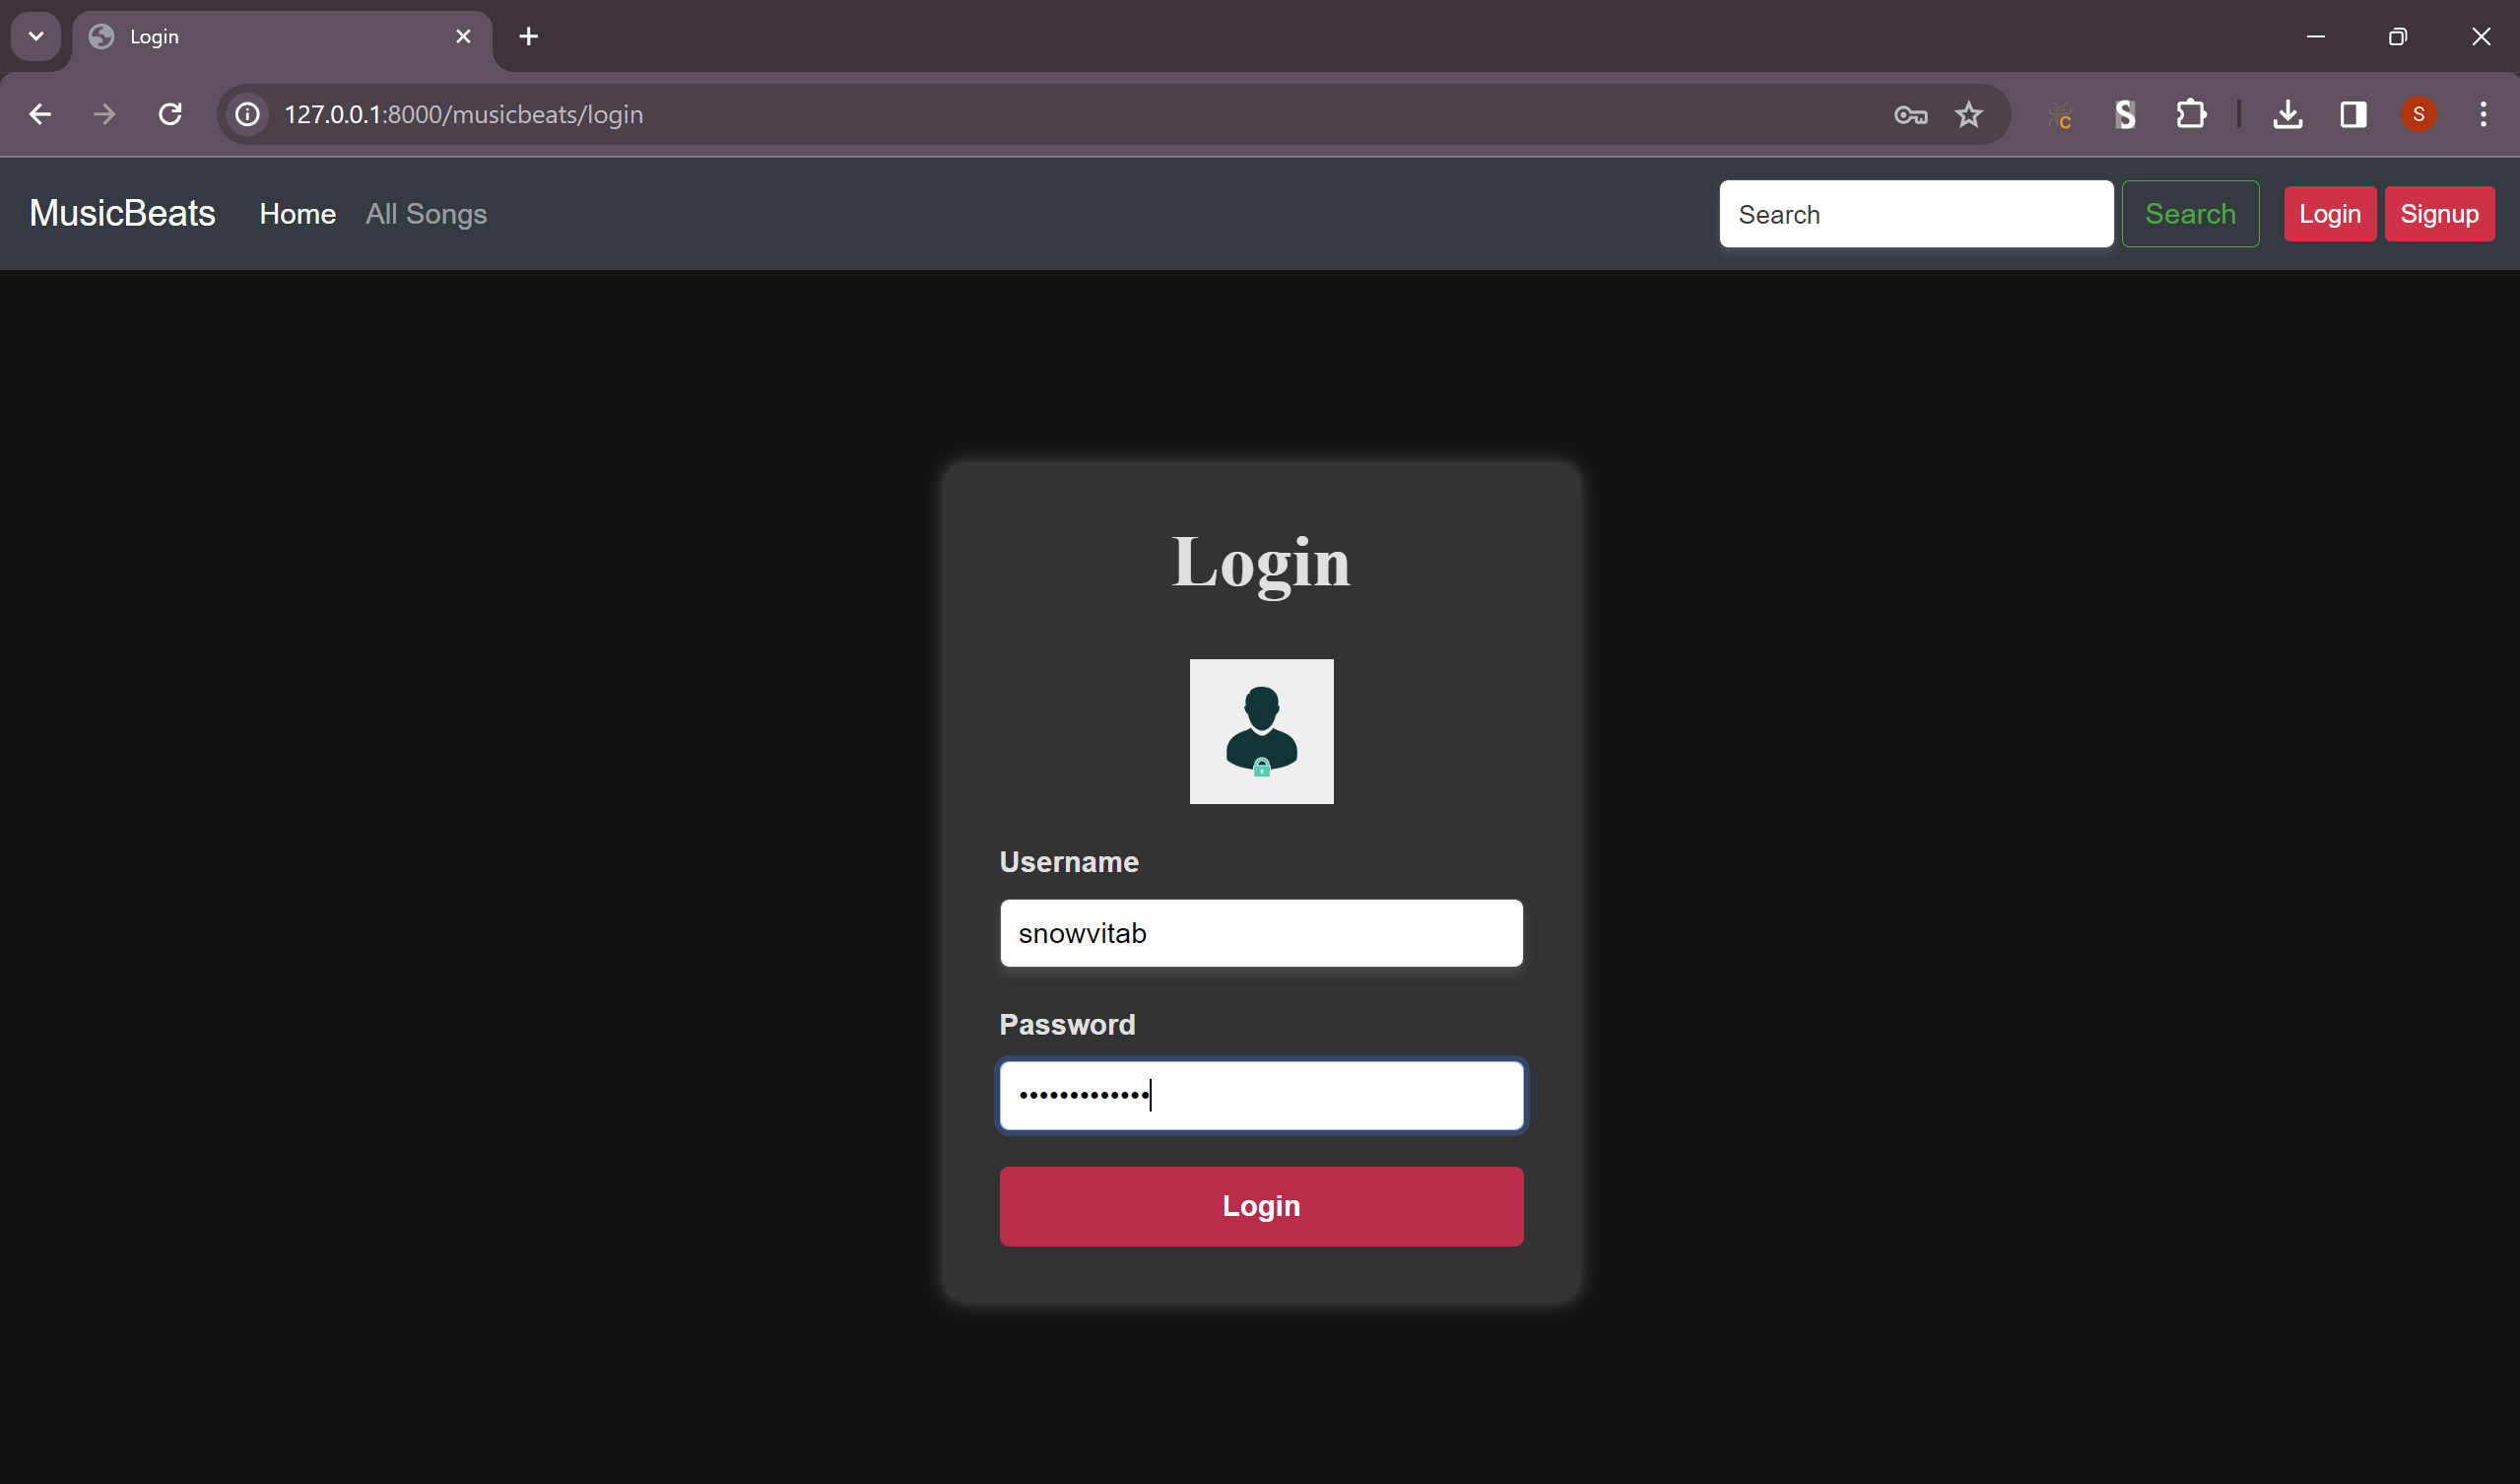 Login
127.0.0.1:8000/musicbeats/login
C
S
S
MusicBeats Home All Songs Search Search Login Signup
Login
Username
snowvitab
Password
•••••••••••••
Login